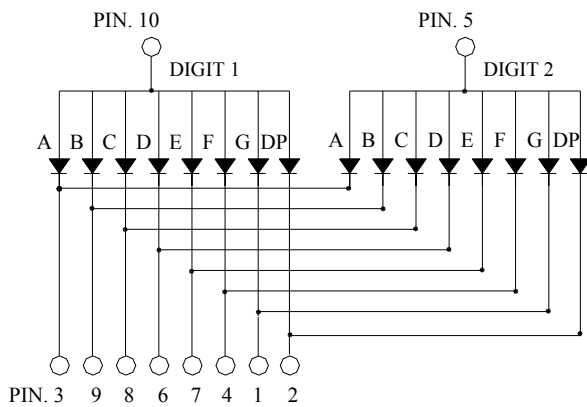 PIN. 10 PIN. 5
DIGIT 1 DIGIT 2
A B C D E F G DP A B C D E F G DP
PIN. 3 9 8 6 7 4 1 2